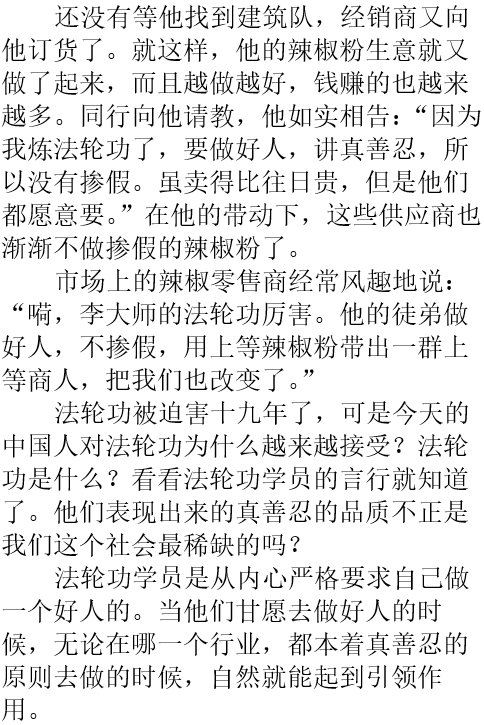 还没有等他找到建筑队，经销商又向
他订货了。就这样，他的辣椒粉生意就又
做了起来，而且越做越好，钱赚的也越来
越多。同行向他请教，他如实相告：“因为
我炼法轮功了，要做好人，讲真善忍，所
以没有掺假。虽卖得比往日贵，但是他们
都愿意要。”在他的带动下，这些供应商也
渐渐不做掺假的辣椒粉了。
市场上的辣椒零售商经常风趣地说：
“嗬，李大师的法轮功厉害。他的徒弟做
好人，不掺假，用上等辣椒粉带出一群上
等商人，把我们也改变了。”
法轮功被迫害十九年了，可是今天的
中国人对法轮功为什么越来越接受？法轮
功是什么？看看法轮功学员的言行就知道
了。他们表现出来的真善忍的品质不正是
我们这个社会最稀缺的吗？
法轮功学员是从内心严格要求自己做
一个好人的。当他们甘愿去做好人的时
候，无论在哪一个行业，都本着真善忍的
原则去做的时候，自然就能起到引领作
用。